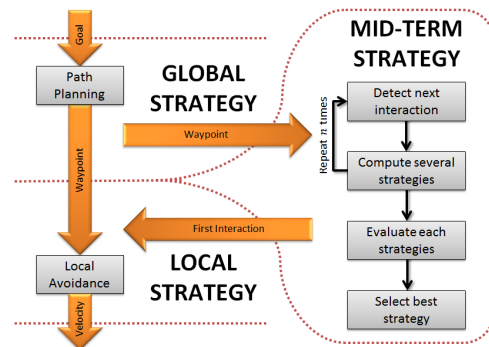 Goal
Path
Planning
Waypoint
Local
Avoidance
Velocity
GLOBAL
STRATEGY
Waypoint
First Interaction
LOCAL
STRATEGY
MID-TERM
STRATEGY
Detect next
interaction
Repeat n times
Compute several
strategies
Evaluate each
strategies
Select best
strategy